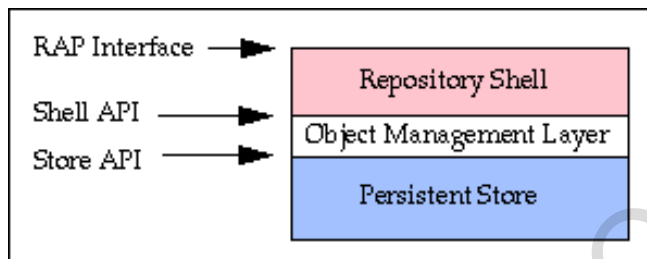 RAP Interface
Repository Shell
Shell API
Object Management Layer
Store API
Persistent Store